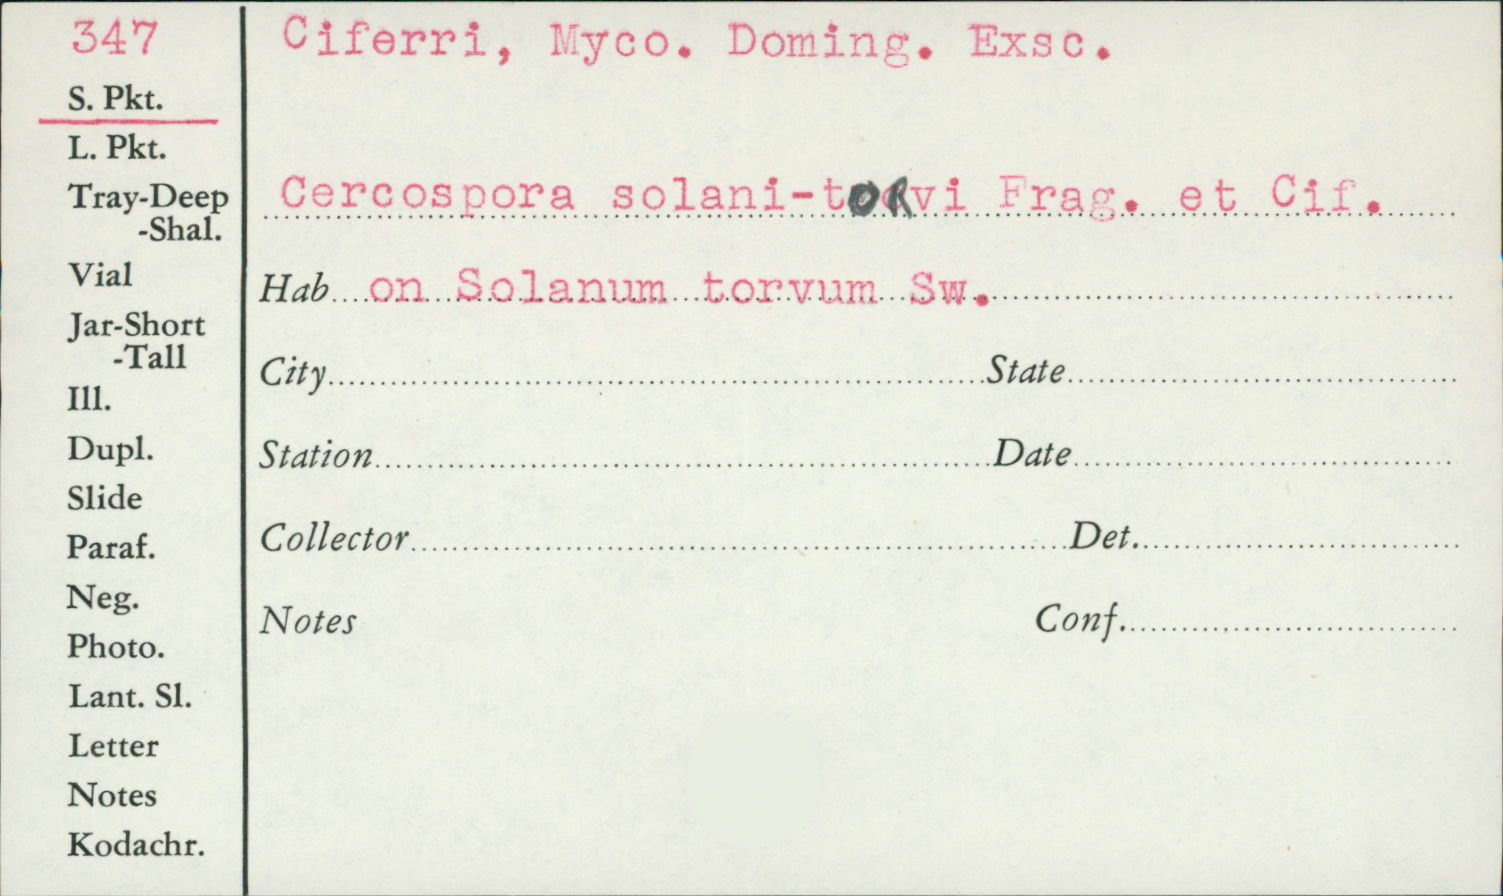 347
Ciferri, Myco. Doming. Exsc.
S. Pkt.
L. Pkt.
Tray-Deep
-Shal.
Vial
Jar-Short
-Tall
Ill.
Dupl.
Slide
Paraf.
Neg.
Photo.
Lant. Sl.
Letter
Notes
Kodachr.
Cercospora solani-tORvi Frag. et Cif.
Hab on Solanum torvum Sw.
City State
Station Date
Collector Det.
Notes Conf.